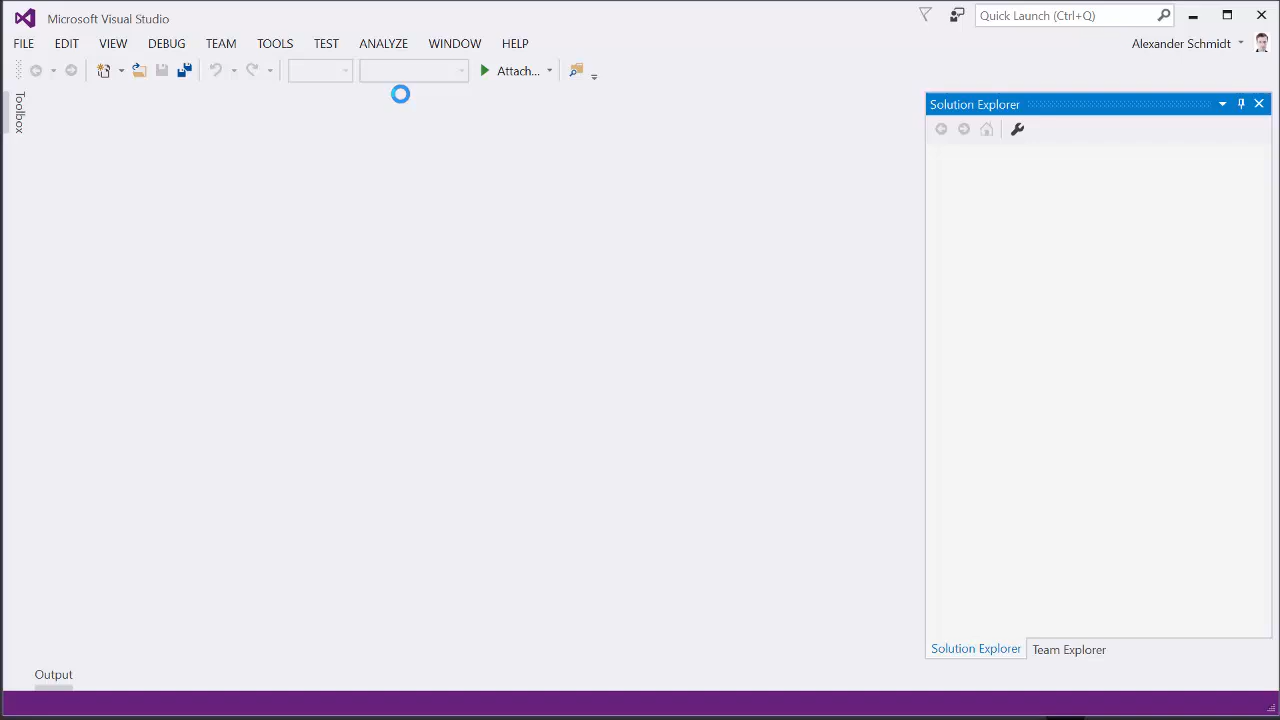 Microsoft Visual Studio
Quick Launch (Ctrl+Q)
FILE EDIT VIEW DEBUG TEAM TOOLS TEST ANALYZE WINDOW HELP
Alexander Schmidt
Attach...
Toolbox
Solution Explorer
Solution Explorer Team Explorer
Output